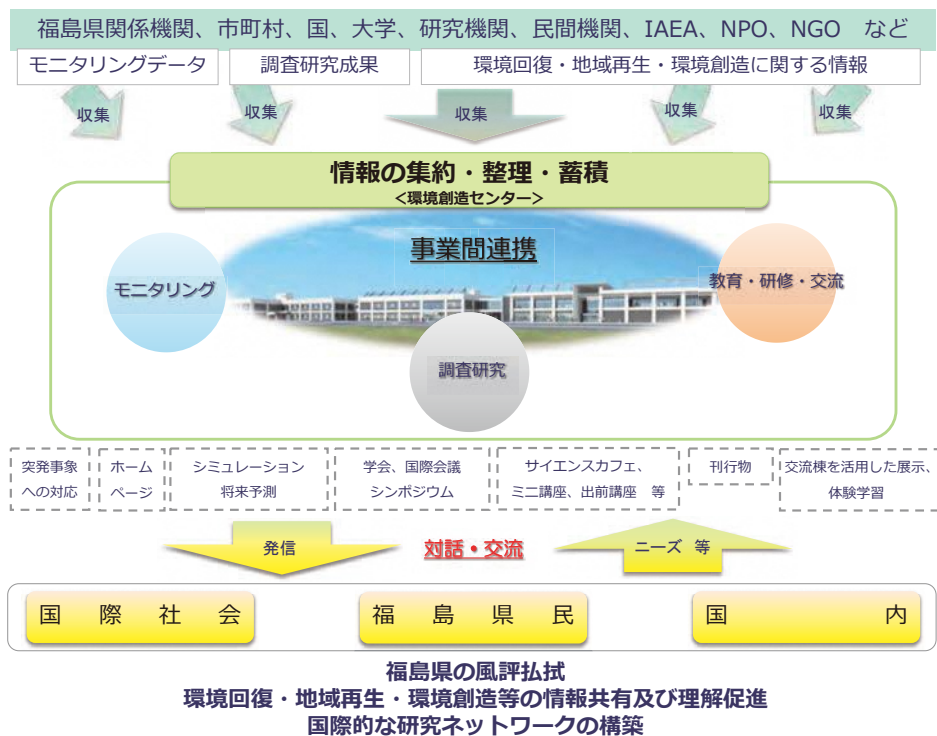 福島県関係機関、市町村、国、大学、研究機関、民間機関、IAEA、NPO、NGO　など
モニタリングデータ
調査研究成果
環境回復・地域再生・環境創造に関する情報
収集
収集
収集
収集
収集
情報の集約・整理・蓄積
<環境創造センター>
事業間連携
モニタリング
教育・研修・交流
調査研究
突発事象
への対応
ホーム
ページ
シミュレーション
将来予測
学会、国際会議
シンポジウム
サイエンスカフェ、
ミニ講座、出前講座　等
刊行物
交流棟を活用した展示、
体験学習
発信
対話・交流
ニーズ 等
国　際　社　会
福　島　県　民
国　　　　　内
福島県の風評払拭
環境回復・地域再生・環境創造等の情報共有及び理解促進
国際的な研究ネットワークの構築